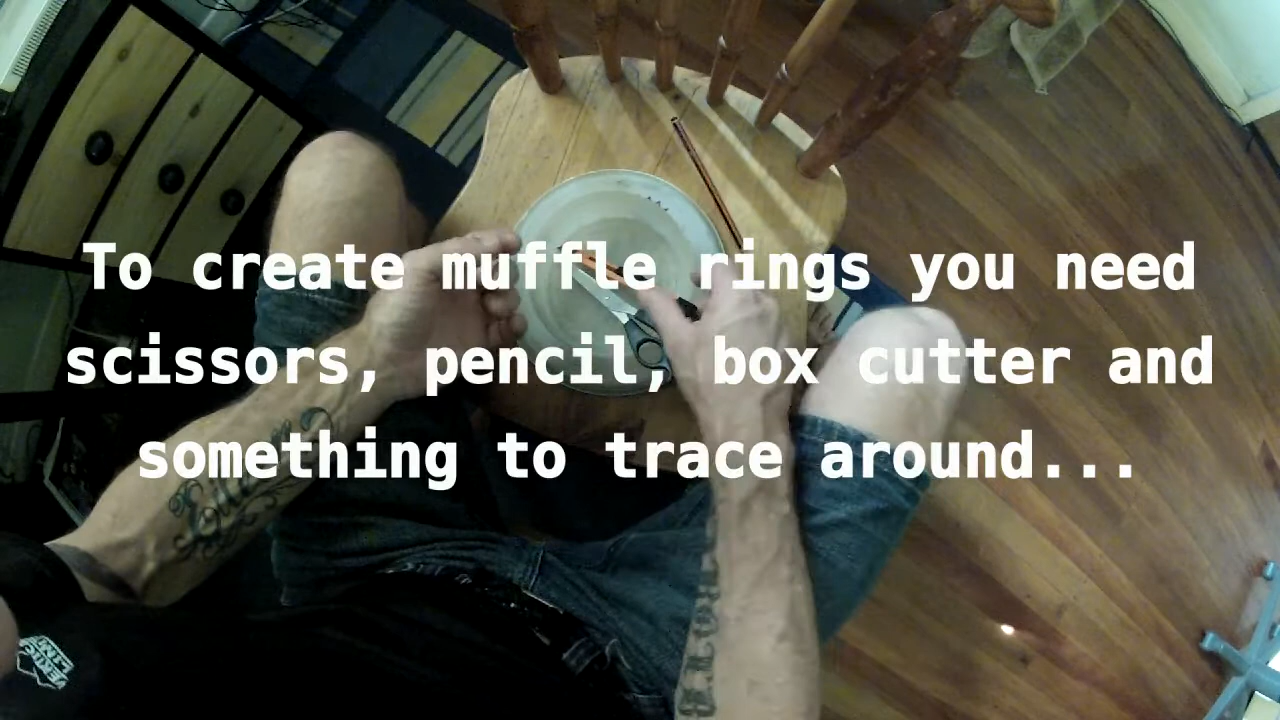 To create muffle rings you need
scissors, pencil, box cutter and
something to trace around...